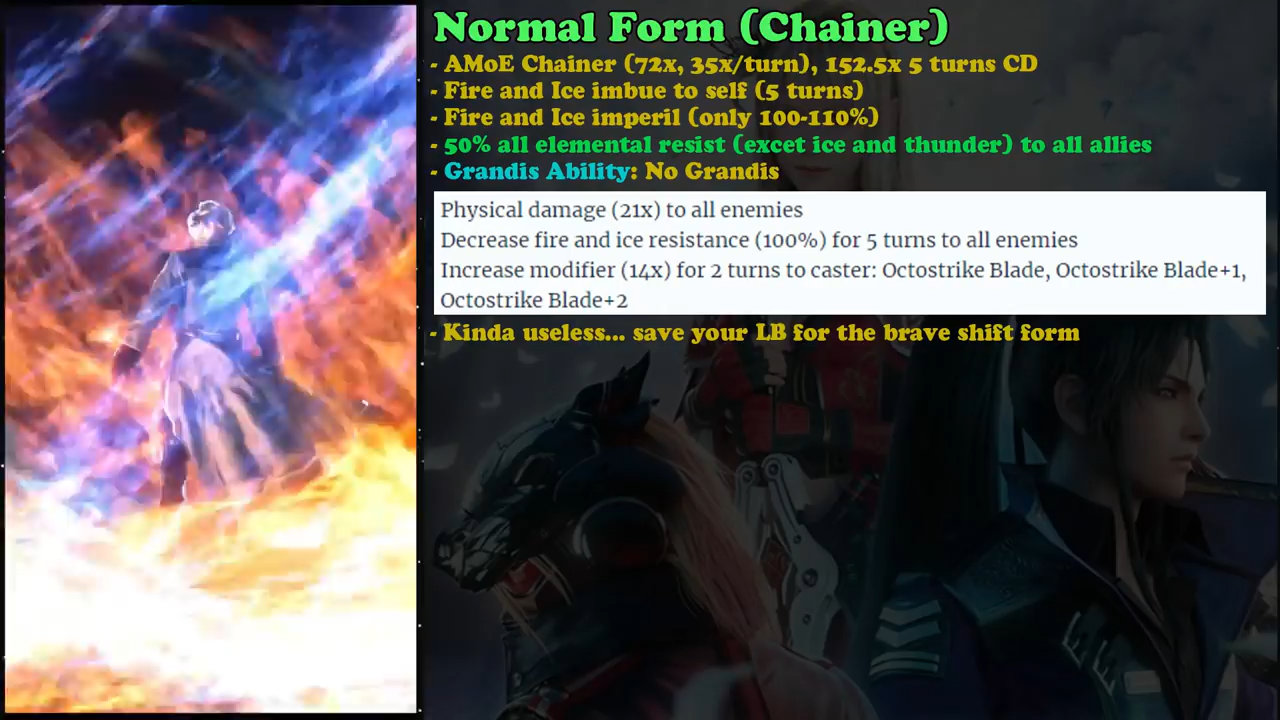 Normal Form (Chainer)
- AMoE Chainer (72x, 35x/turn), 152.5x 5 turns CD
- Fire and Ice imbue to self (5 turns)
- Fire and Ice imperil (only 100-110%)
- 50% all elemental resist (excet ice and thunder) to all allies
- Grandis Ability: No Grandis
Physical damage (21x) to all enemies
Decrease fire and ice resistance (100%) for 5 turns to all enemies
Increase modifier (14x) for 2 turns to caster: Octostrike Blade, Octostrike Blade+1,
Octostrike Blade+2
- Kinda useless... save your LB for the brave shift form